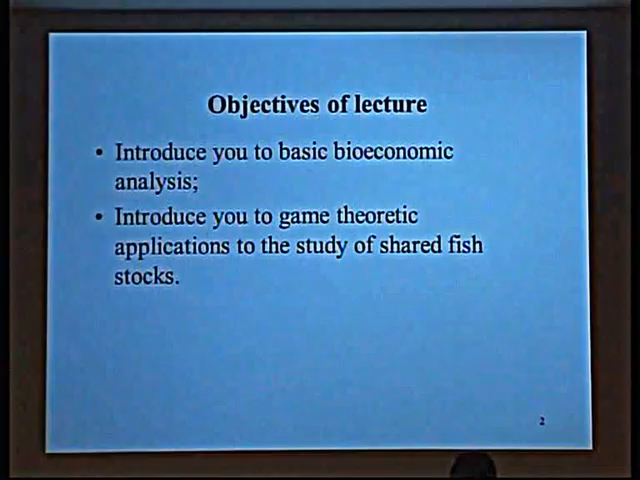 Objectives of lecture
• Introduce you to basic bioeconomic
analysis;
• Introduce you to game theoretic
applications to the study of shared fish
stocks.
2